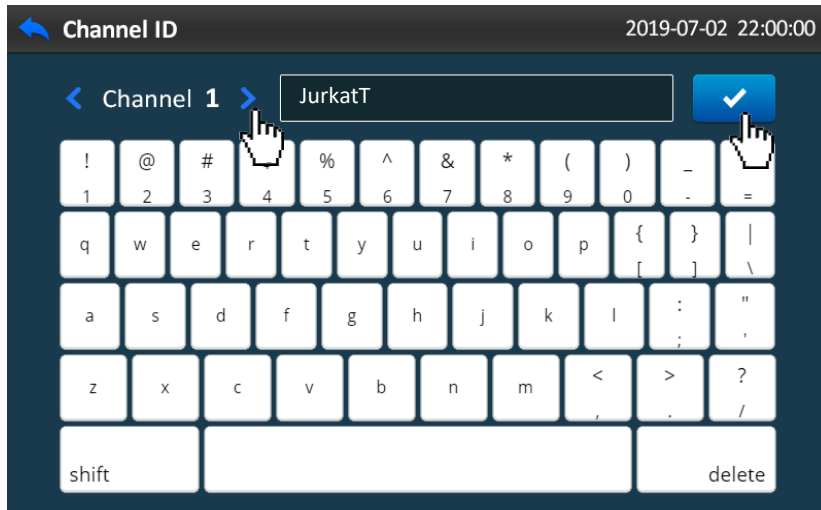 Channel ID 2019-07-02 22:00:00
Channel 1 JurkatT
! @ # % ^ & * ( ) _
1 2 3 4 5 6 7 8 9 0 - =
q w e r t y u i o p { [ } ] | \
a s d f g h j k l : ; " '
z x c v b n m < , > . ? /
shift delete